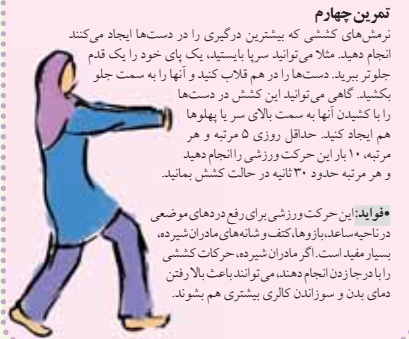 تمرین چهارم
نرمش‌های کششی که بیشترین درگیری را در دست‌ها ایجاد می‌کنند
انجام دهید. مثلا می‌توانید سرپا بایستید، یک پای خود را یک قدم
جلوتر ببرید. دست‌ها را در هم قلاب کنید و آنها را به سمت جلو
بکشید. گاهی می‌توانید این کشش در دست‌ها
را با کشیدن آنها به سمت بالای سر یا پهلوها
هم ایجاد کنید. حداقل روزی ۵ مرتبه و هر
مرتبه، ۱۰ بار این حرکت ورزشی را انجام دهید
و هر مرتبه حدود ۳۰ ثانیه در حالت کشش بمانید.
•فواید: این حرکت ورزشی برای رفع دردهای موضعی
در ناحیه ساعد، بازوها، کتف و شانه‌های مادران شیرده،
بسیار مفید است. اگر مادران شیرده، حرکات کششی
را با درجا زدن انجام دهند، می‌توانند باعث بالا رفتن
دمای بدن و سوزاندن کالری بیشتری هم بشوند.